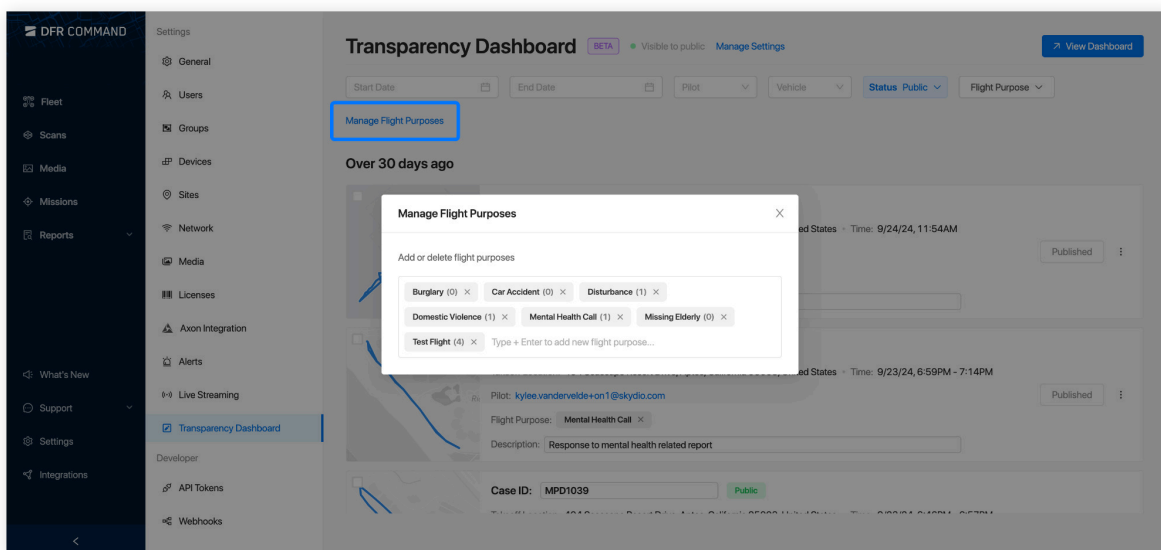 DFR COMMAND
Fleet
Scans
Media
Missions
Reports
What's New
Support
Settings
Integrations
Settings
General
Users
Groups
Devices
Sites
Network
Media
Licenses
Axon Integration
Alerts
Live Streaming
Transparency Dashboard
Developer
API Tokens
Webhooks
Transparency Dashboard BETA Visible to public Manage Settings View Dashboard
Start Date End Date Pilot Vehicle Status Public Flight Purpose
Manage Flight Purposes
Over 30 days ago
Manage Flight Purposes
Add or delete flight purposes
Burglary (0) Car Accident (0) Disturbance (1)
Domestic Violence (1) Mental Health Call (1) Missing Elderly (0)
Test Flight (4) Type + Enter to add new flight purpose...
States Time: 9/24/24, 11:54AM
Published
United States Time: 9/23/24, 6:59PM - 7:14PM
Pilot: kylee.vandervelde+on1@skydio.com
Published
Flight Purpose: Mental Health Call
Description: Response to mental health related report
Case ID: MPD1039 Public